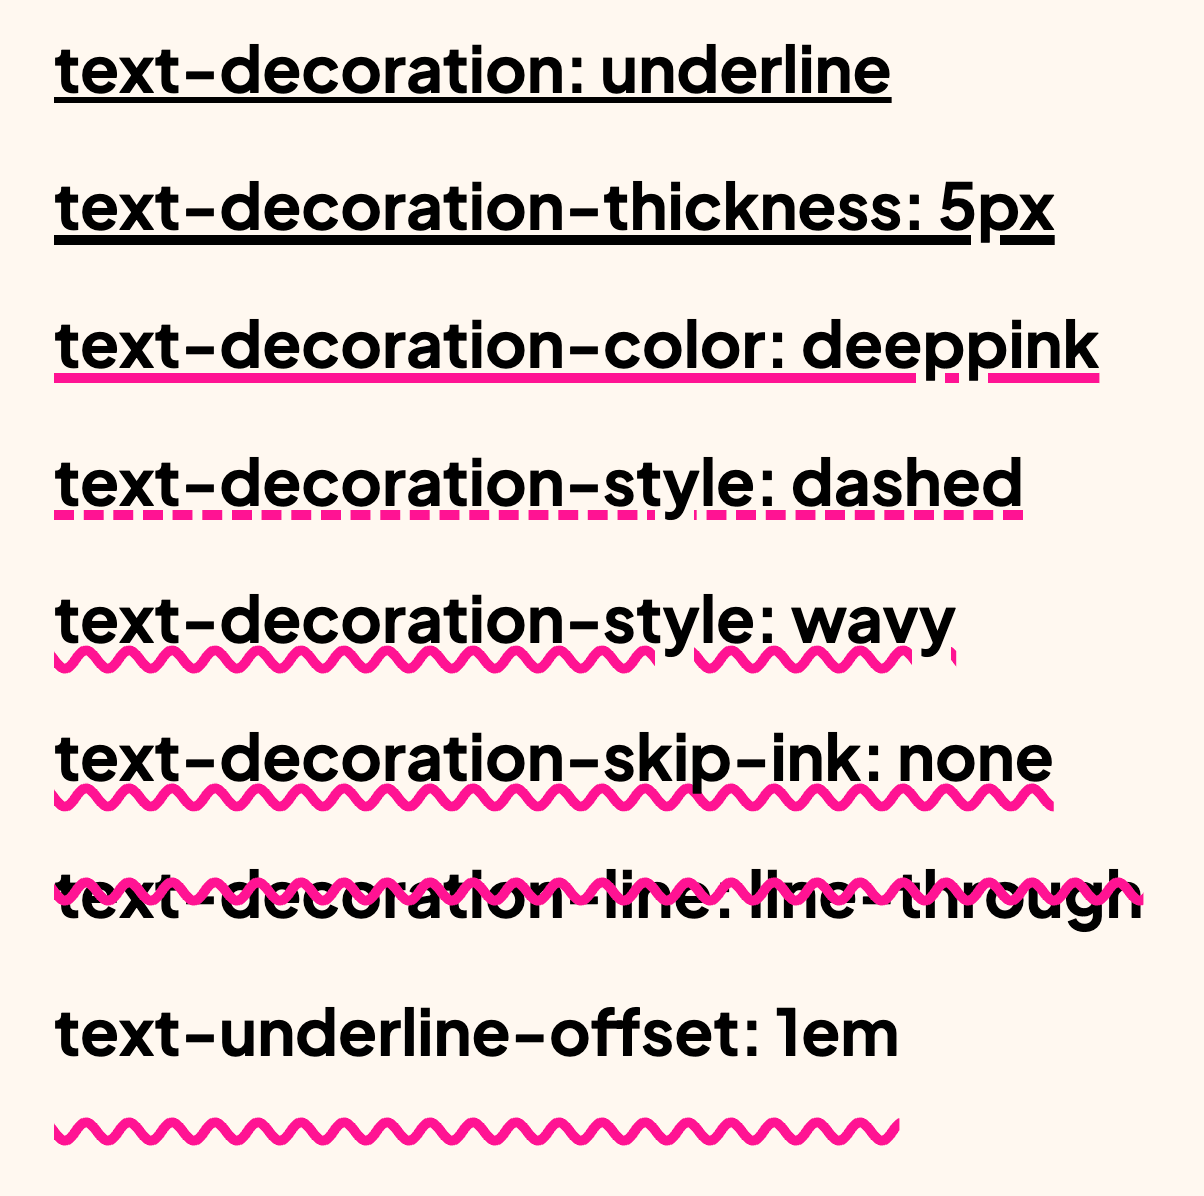 text-decoration: underline
text-decoration-thickness: 5px
text-decoration-color: deeppink
text-decoration-style: dashed
text-decoration-style: wavy
text-decoration-skip-ink: none
text-decoration-line: line-through
text-underline-offset: 1em